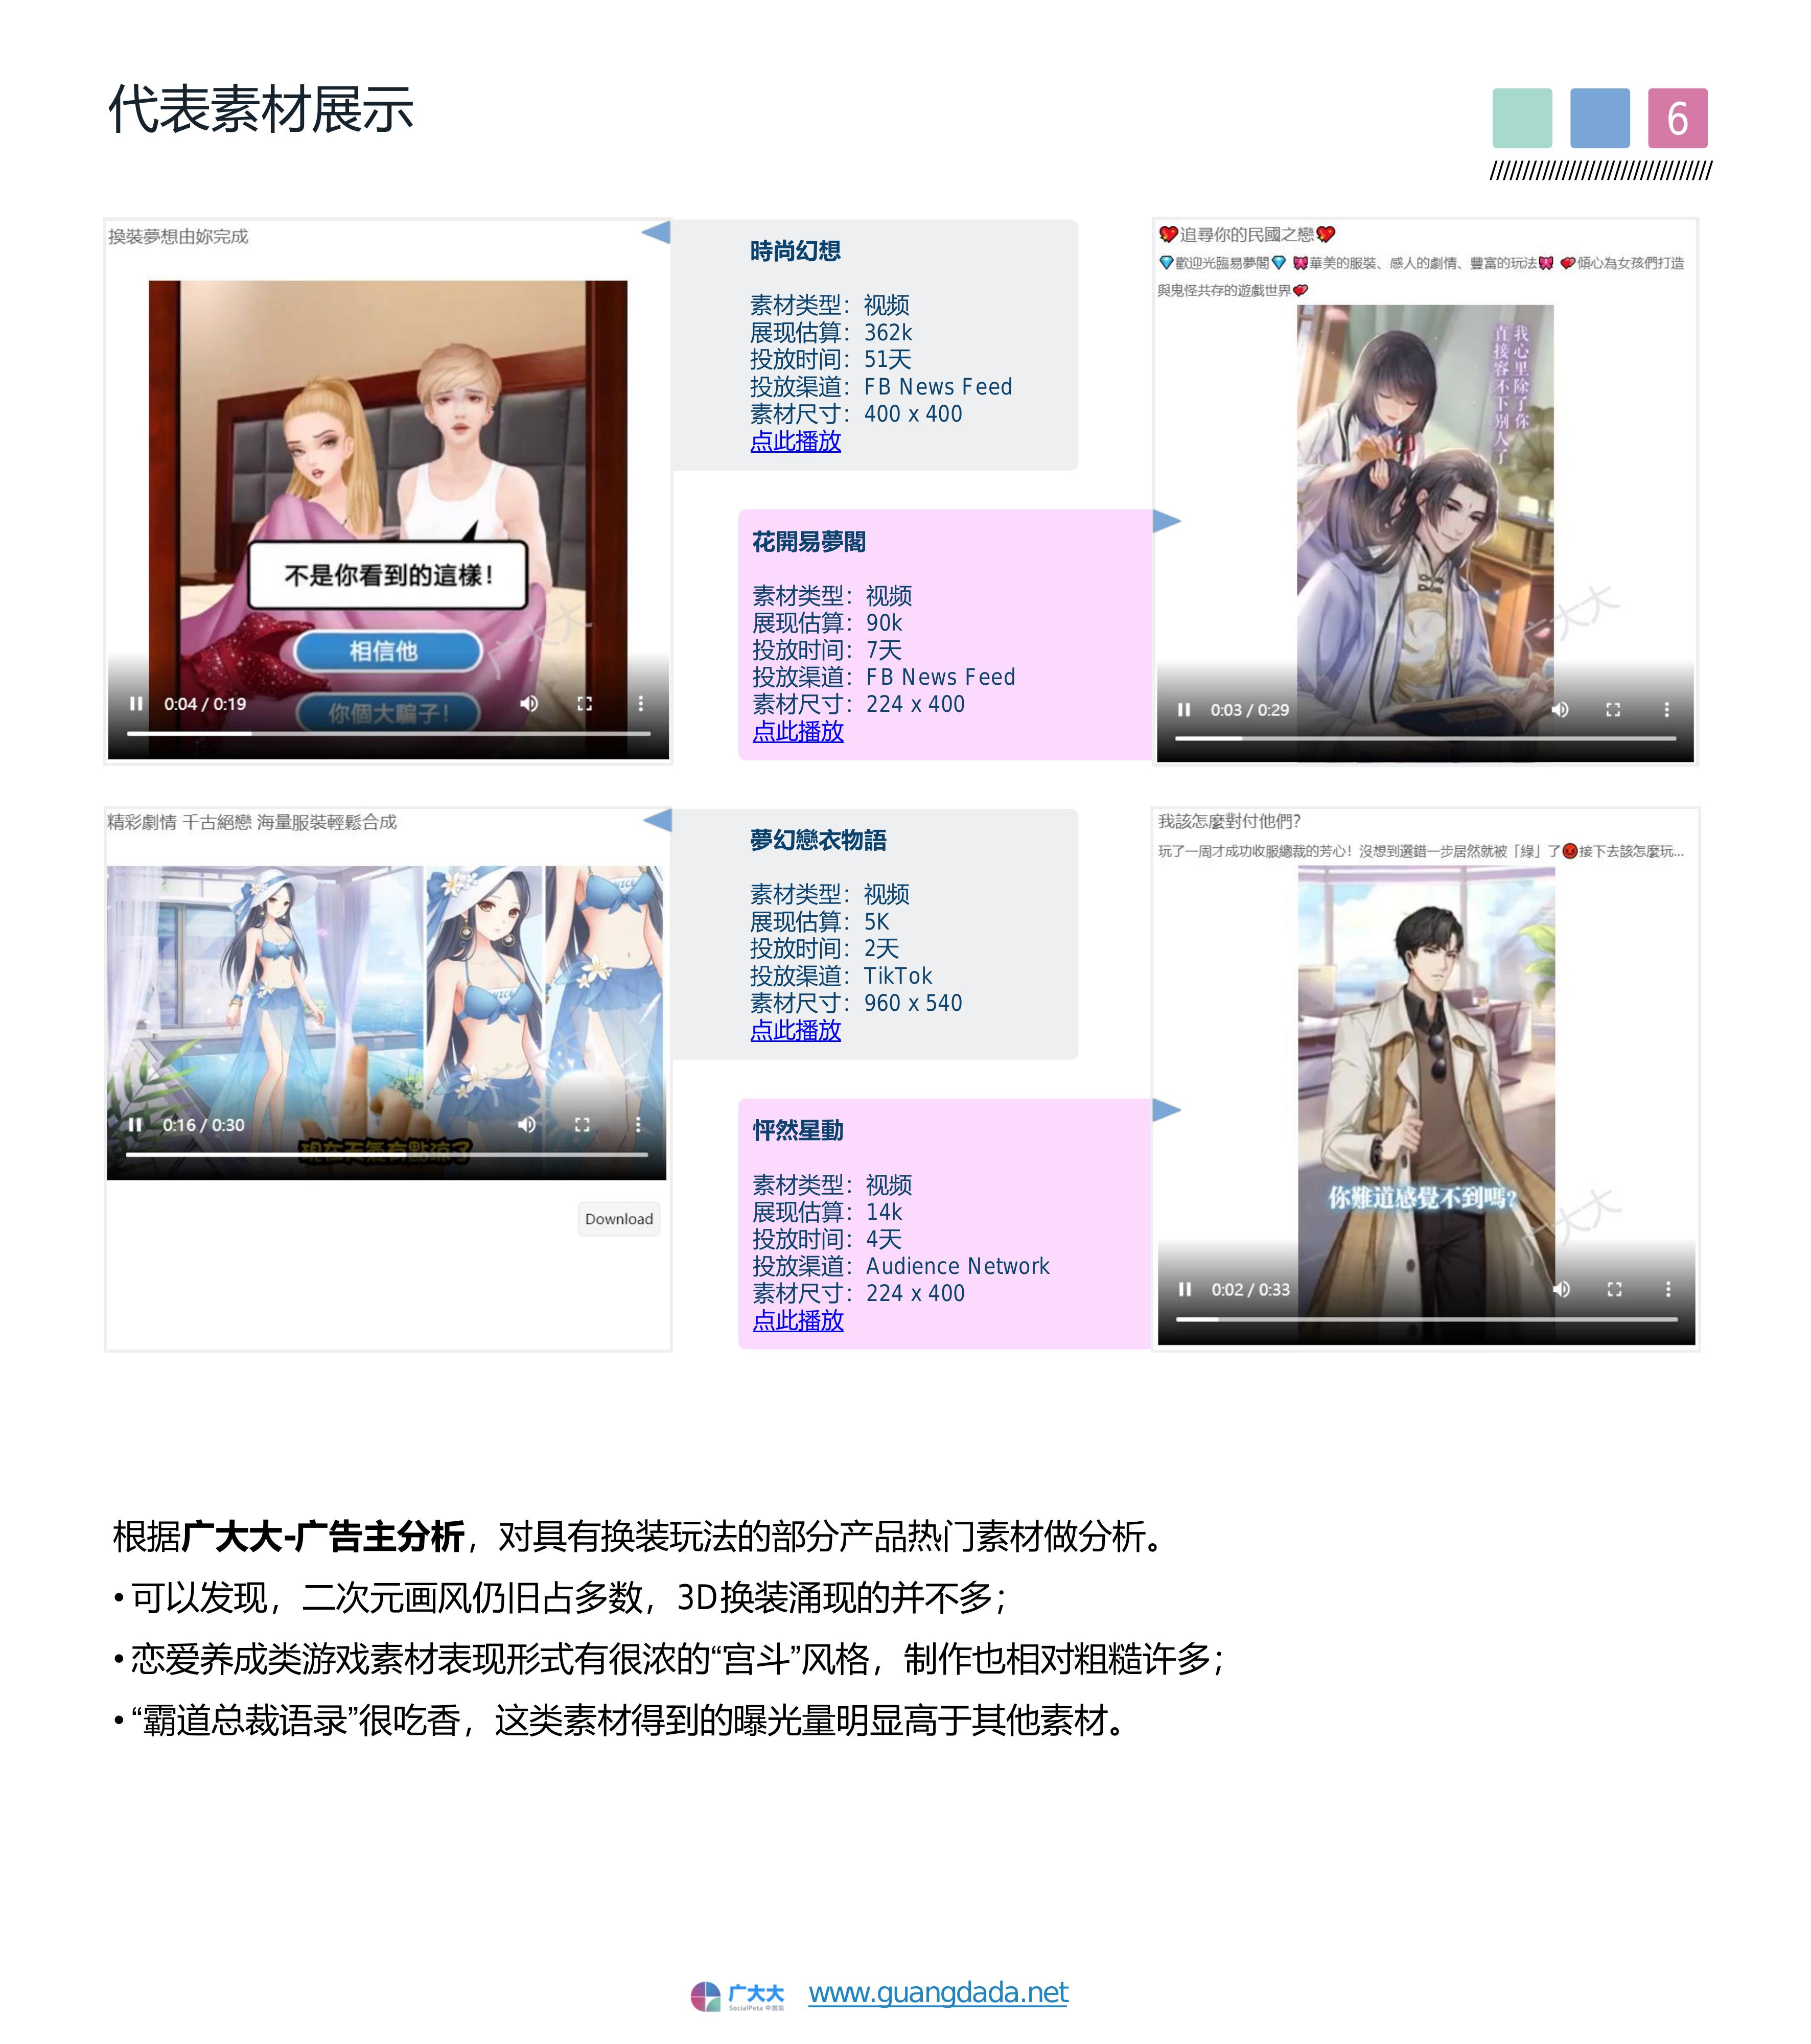 代表素材展示
6
換裝夢想由妳完成
不是你看到的這樣！
相信他
你個大騙子！
0:04 / 0:19
時尚幻想
素材类型：视频
展现估算：362k
投放时间：51天
投放渠道：FB News Feed
素材尺寸：400 x 400
点此播放
花開易夢閣
素材类型：视频
展现估算：90k
投放时间：7天
投放渠道：FB News Feed
素材尺寸：224 x 400
点此播放
追尋你的民國之戀
歡迎光臨易夢閣 華美的服裝、感人的劇情、豐富的玩法 傾心為女孩們打造
與鬼怪共存的遊戲世界
我心里除了你
直接容不下别人了
广大大
0:03 / 0:29
精彩劇情 千古絕戀 海量服裝輕鬆合成
NICE
0:16 / 0:30
現在天氣有點涼了
Download
夢幻戀衣物語
素材类型：视频
展现估算：5K
投放时间：2天
投放渠道：TikTok
素材尺寸：960 x 540
点此播放
怦然星動
素材类型：视频
展现估算：14k
投放时间：4天
投放渠道：Audience Network
素材尺寸：224 x 400
点此播放
我該怎麼對付他們?
玩了一周才成功收服總裁的芳心！沒想到選錯一步居然就被「綠」了接下去該怎麼玩...
你難道感覺不到嗎?
广大大
0:02 / 0:33
根据广大大-广告主分析，对具有换装玩法的部分产品热门素材做分析。
• 可以发现，二次元画风仍旧占多数，3D换装涌现的并不多；
• 恋爱养成类游戏素材表现形式有很浓的“宫斗”风格，制作也相对粗糙许多；
• “霸道总裁语录”很吃香，这类素材得到的曝光量明显高于其他素材。
广大大
SocialPeta 中国站
www.guangdada.net